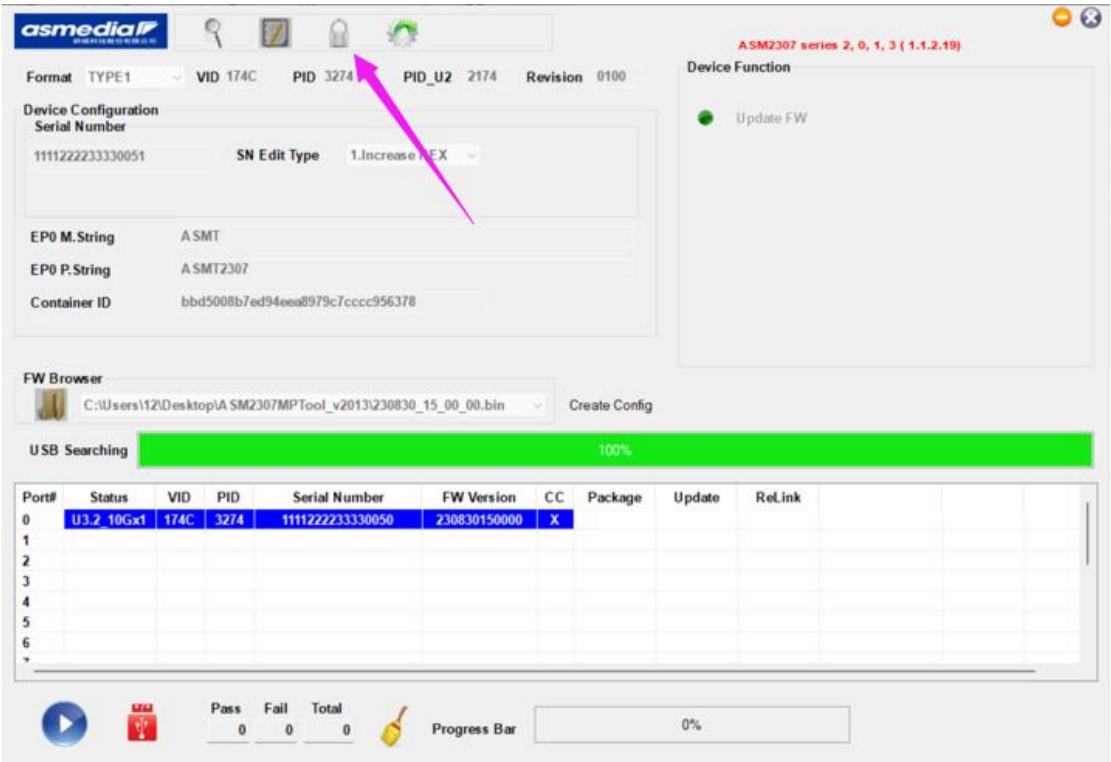 asmedia
ASM2307 series 2, 0, 1, 3 ( 1.1.2.19)
Format TYPE1 VID 174C PID 3274 PID_U2 2174 Revision 0100
Device Function
Device Configuration
Serial Number
Update FW
1111222233330051 SN Edit Type 1.Increase HEX
EP0 M.String ASMT
EP0 P.String ASMT2307
Container ID bbd5008b7ed94eea8979c7cccc956378
FW Browser
C:\Users\12\Desktop\ASM2307MPTool_v2013\230830_15_00_00.bin Create Config
USB Searching 100%
Port# Status VID PID Serial Number FW Version CC Package Update ReLink
0 U3.2_10Gx1 174C 3274 1111222233330050 230830150000 X
1
2
3
4
5
6
Pass Fail Total
0 0 0 Progress Bar 0%